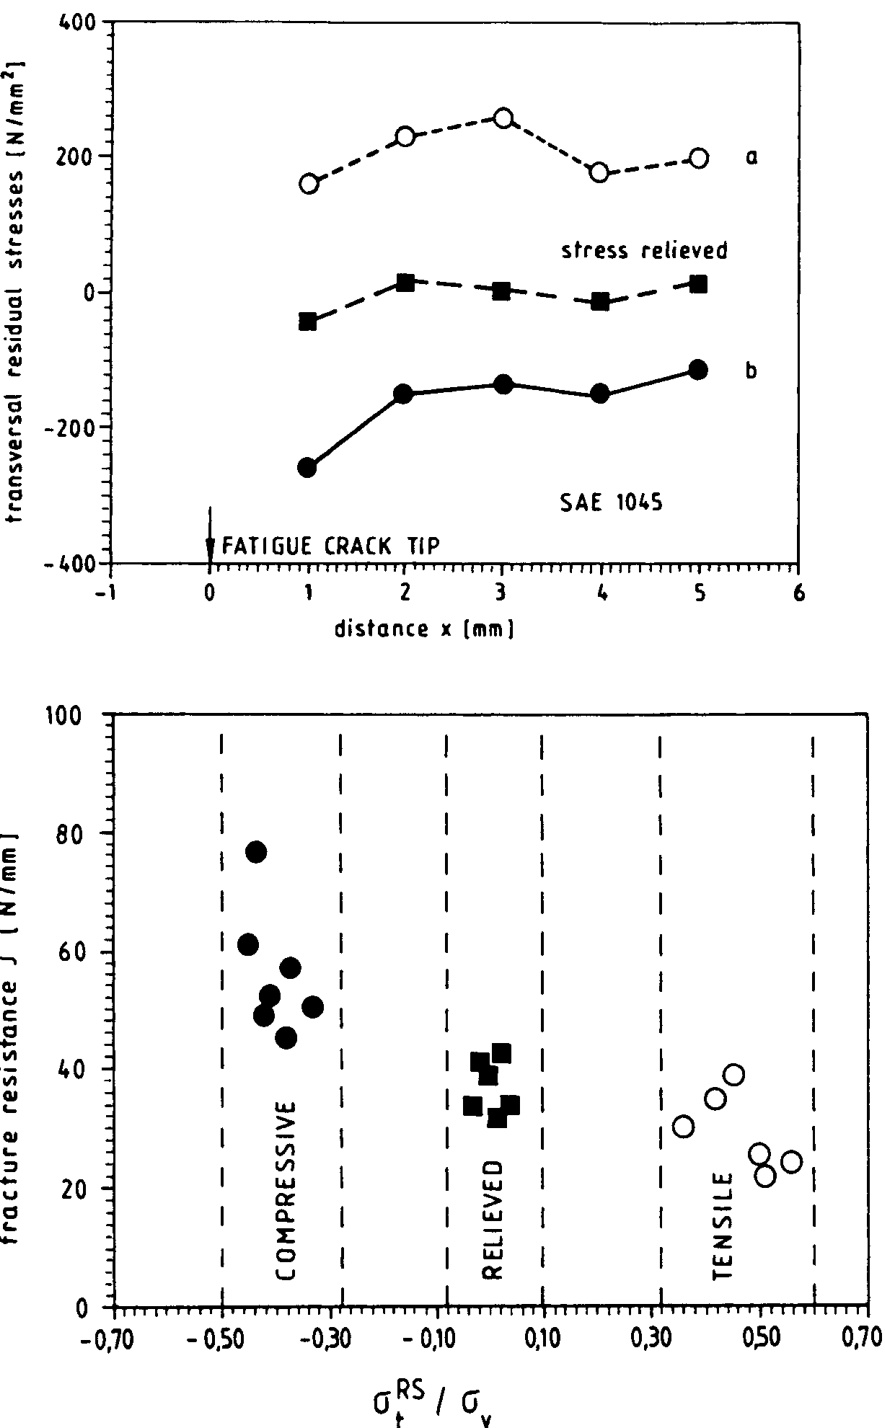 transversal residual stresses [N/mm²]
400
200
0
-200
-400
a
stress relieved
b
SAE 1045
FATIGUE CRACK TIP
-1 0 1 2 3 4 5 6
distance x [mm]
fracture resistance J [N/mm]
100
80
60
40
20
0
COMPRESSIVE
RELIEVED
TENSILE
-0,70 -0,50 -0,30 -0,10 0,10 0,30 0,50 0,70
σ_t^RS / σ_y